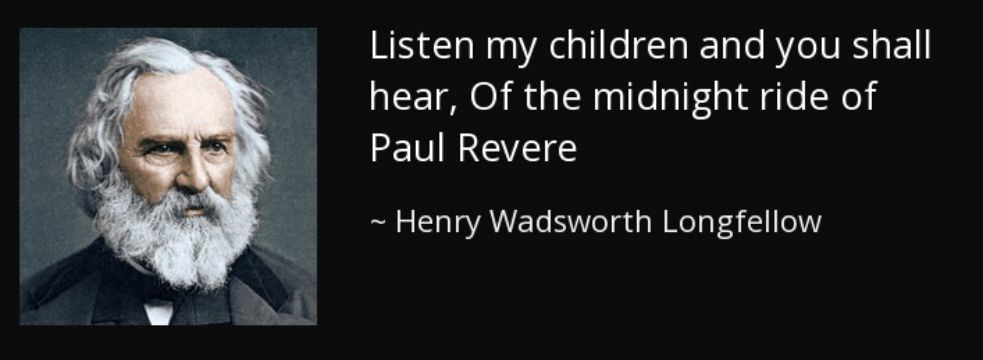 Listen my children and you shall
hear, Of the midnight ride of
Paul Revere
~ Henry Wadsworth Longfellow